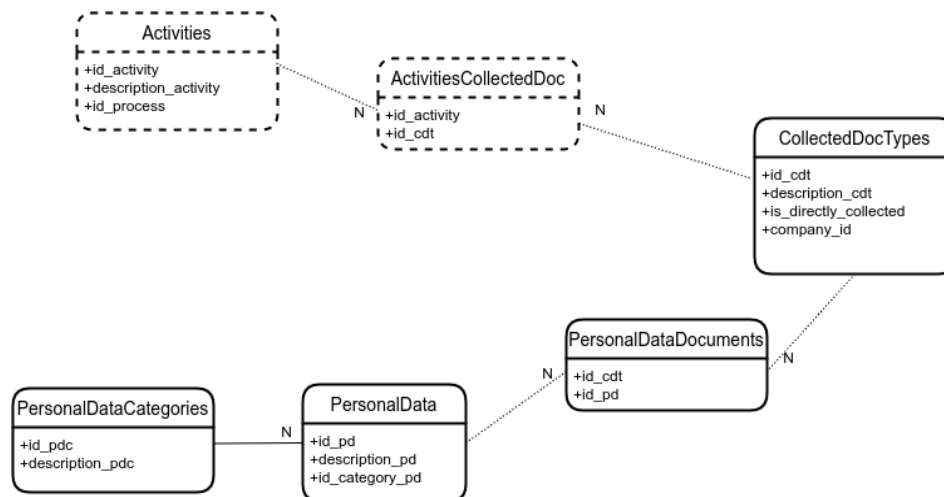 Activities
+id_activity
+description_activity
+id_process
N
ActivitiesCollectedDoc
+id_activity
+id_cdt
N
CollectedDocTypes
+id_cdt
+description_cdt
+is_directly_collected
+company_id
PersonalDataDocuments
+id_cdt
+id_pd
N
N
PersonalDataCategories
+id_pdc
+description_pdc
N
PersonalData
+id_pd
+description_pd
+id_category_pd